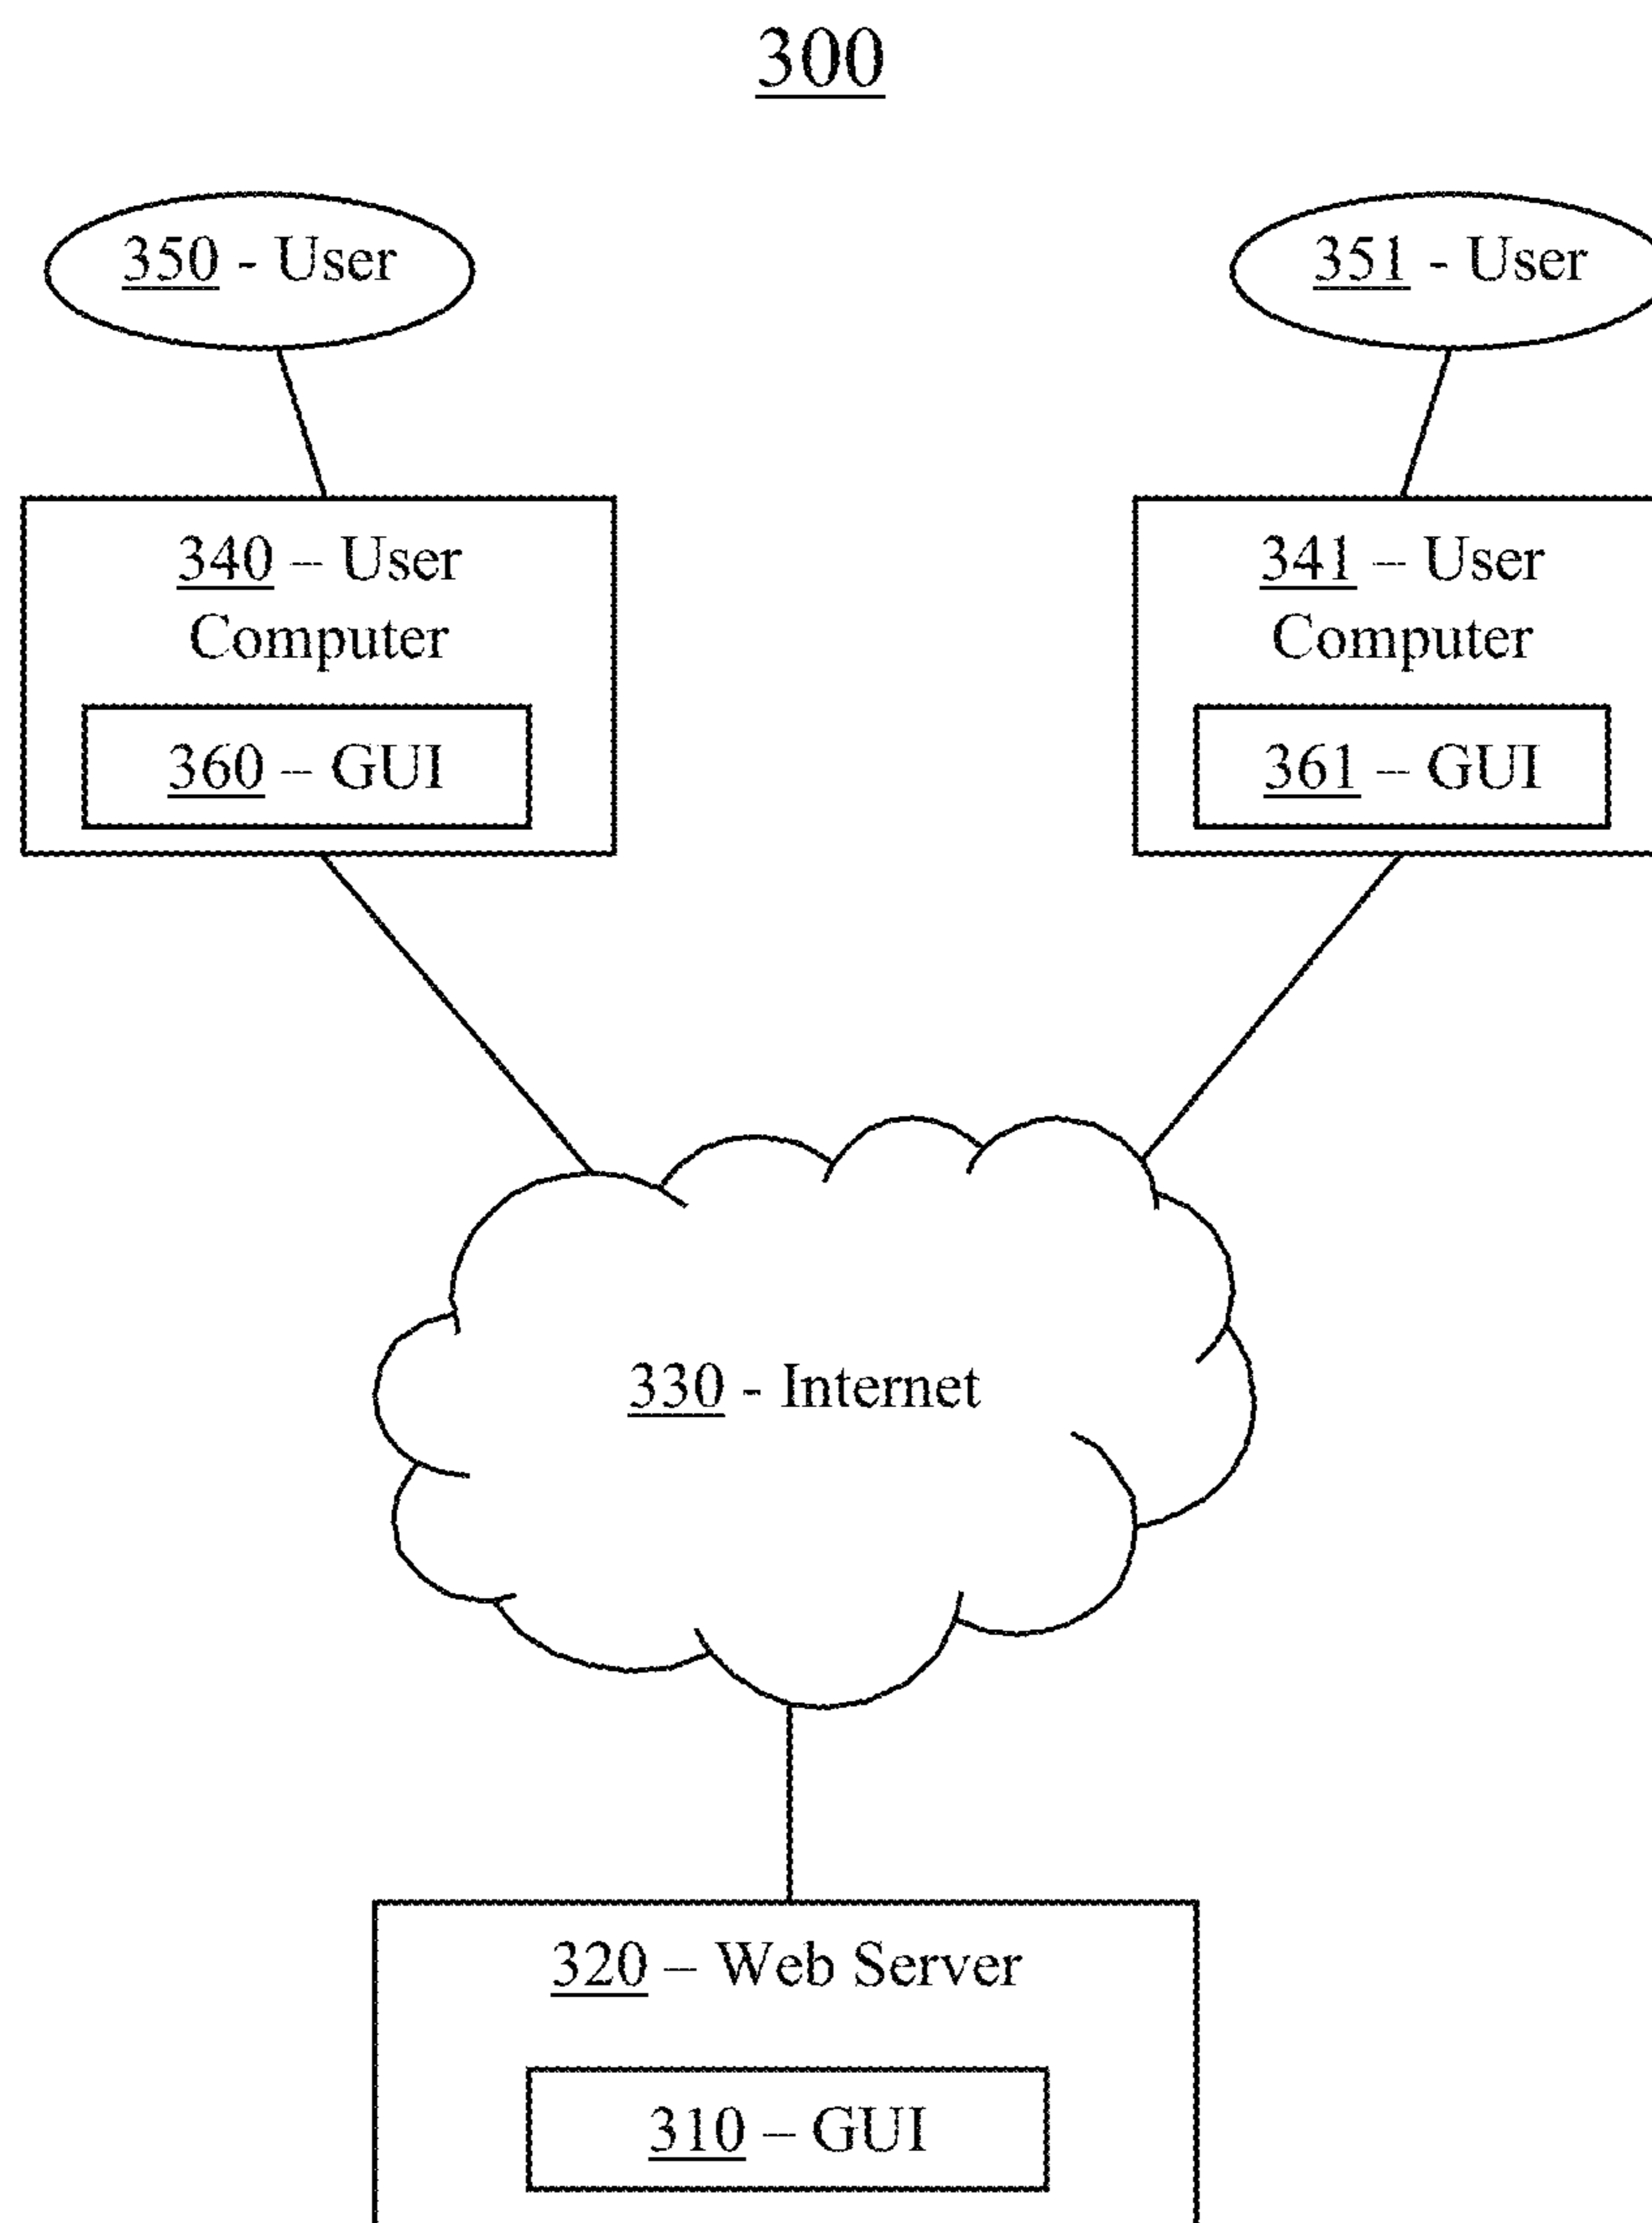 300
350 - User
351 - User
340 – User
Computer
360 – GUI
341 – User
Computer
361 – GUI
330 - Internet
320 – Web Server
310 – GUI